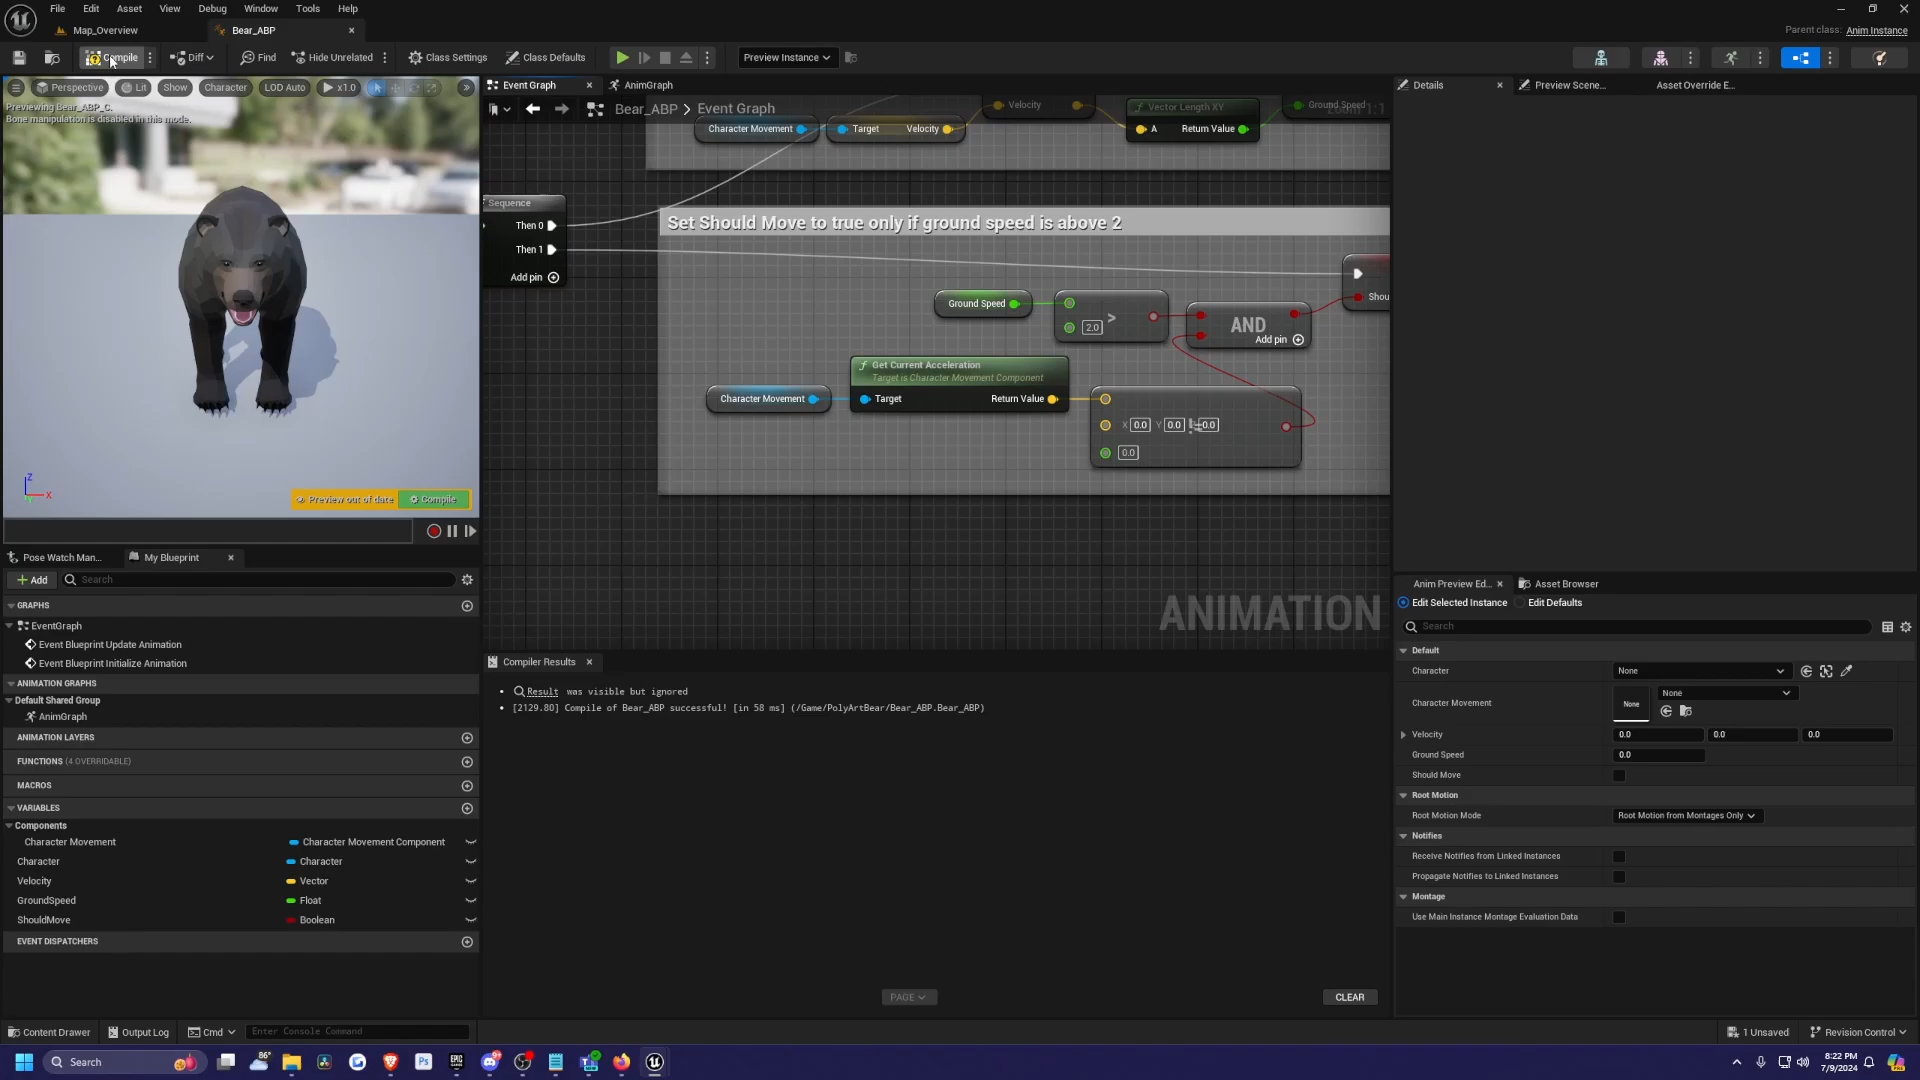 File Edit Asset View Debug Window Tools Help
Map_Overview
Bear_ABP
Parent class: Anim Instance
Compile
Diff
Find
Hide Unrelated
Class Settings
Class Defaults
Preview Instance
Perspective
Lit
Show
Character
LOD Auto
x1.0
Previewing Bear_ABP_C.
Bone manipulation is disabled in this mode.
Z
X
Preview out of date
Compile
Event Graph
AnimGraph
Bear_ABP > Event Graph
Zoom 1:1
Velocity
Vector Length XY
Ground Speed
Character Movement
Target Velocity
A Return Value
Sequence
Then 0
Then 1
Add pin
Set Should Move to true only if ground speed is above 2
Ground Speed
>
2.0
AND
Add pin
Shou
Get Current Acceleration
Target is Character Movement Component
Character Movement
Target Return Value
X 0.0 Y 0.0 0.0
0.0
ANIMATION
Details
Preview Scene...
Asset Override E...
Pose Watch Man...
My Blueprint
Add
Search
GRAPHS
EventGraph
Event Blueprint Update Animation
Event Blueprint Initialize Animation
ANIMATION GRAPHS
Default Shared Group
AnimGraph
ANIMATION LAYERS
FUNCTIONS (4 OVERRIDABLE)
MACROS
VARIABLES
Components
Character Movement Character Movement Component
Character Character
Velocity Vector
GroundSpeed Float
ShouldMove Boolean
EVENT DISPATCHERS
Compiler Results
Result was visible but ignored
[2129.80] Compile of Bear_ABP successful! [in 58 ms] (/Game/PolyArtBear/Bear_ABP.Bear_ABP)
PAGE
CLEAR
Anim Preview Ed...
Asset Browser
Edit Selected Instance
Edit Defaults
Search
Default
Character None
Character Movement None None
Velocity 0.0 0.0 0.0
Ground Speed 0.0
Should Move
Root Motion
Root Motion Mode Root Motion from Montages Only
Notifies
Receive Notifies from Linked Instances
Propagate Notifies to Linked Instances
Montage
Use Main Instance Montage Evaluation Data
Content Drawer
Output Log
Cmd
Enter Console Command
1 Unsaved
Revision Control
Search
86°
Ps
EPIC
8:22 PM
7/9/2024